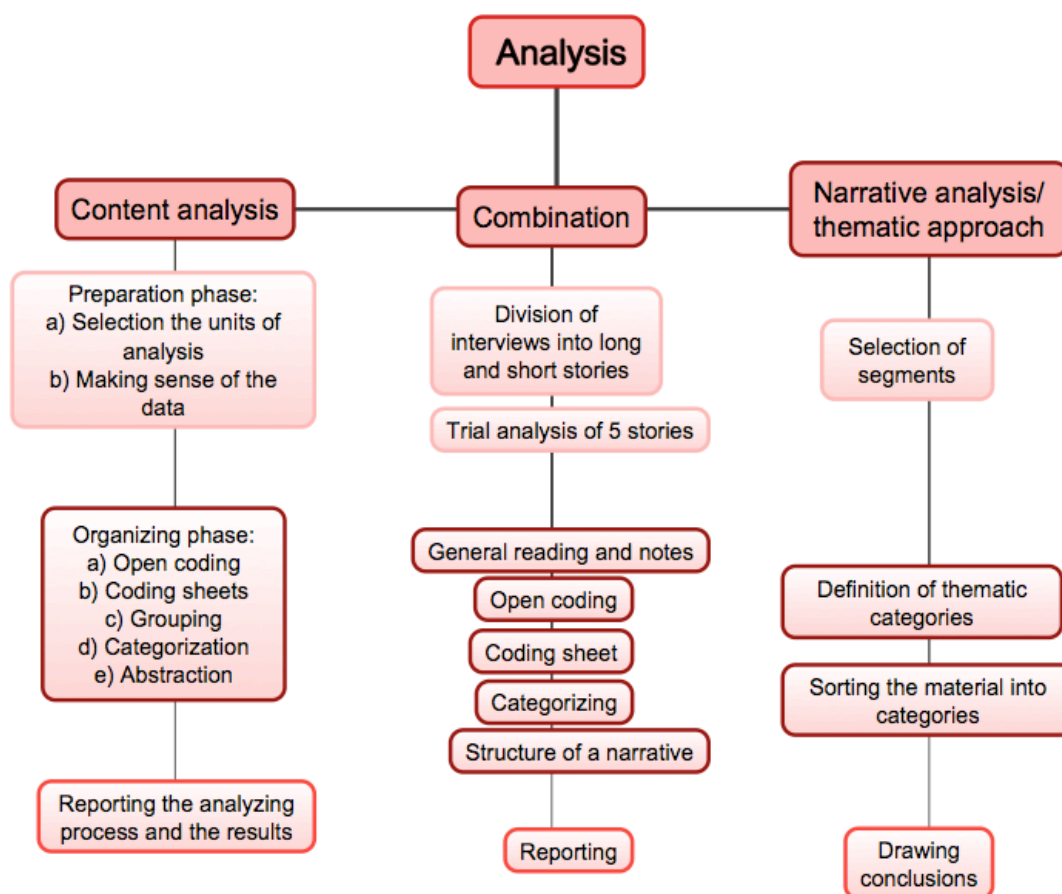 Analysis
Content analysis
Preparation phase:
a) Selection the units of
analysis
b) Making sense of the
data
Organizing phase:
a) Open coding
b) Coding sheets
c) Grouping
d) Categorization
e) Abstraction
Reporting the analyzing
process and the results
Combination
Division of
interviews into long
and short stories
Trial analysis of 5 stories
General reading and notes
Open coding
Coding sheet
Categorizing
Structure of a narrative
Reporting
Narrative analysis/
thematic approach
Selection of
segments
Definition of thematic
categories
Sorting the material into
categories
Drawing
conclusions